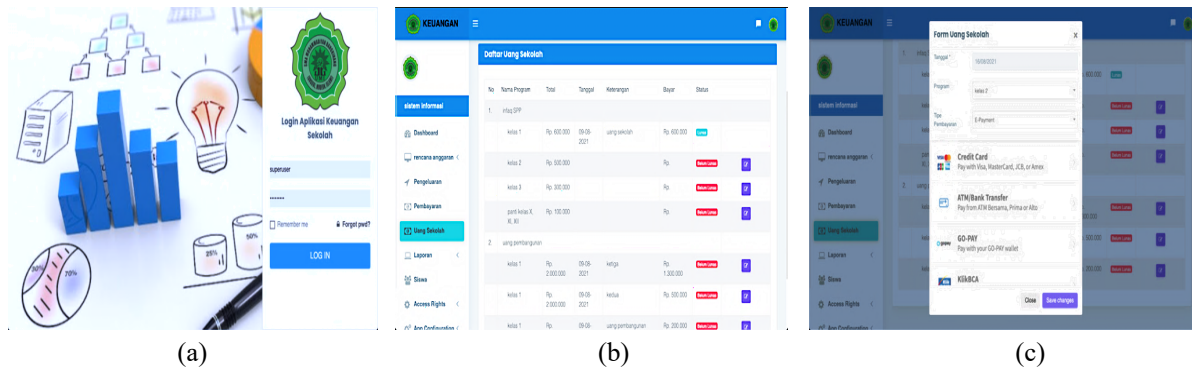 30%
70%
25%
50%
Login Aplikasi Keuangan
Sekolah
superuser
Remember me
Forgot pwd?
LOG IN
(a)
KEUANGAN
sistem informasi
Dashboard
rencana anggaran
Pengeluaran
Pembayaran
Uang Sekolah
Laporan
Siswa
Access Rights
App Configuration
Daftar Uang Sekolah
No Nama Program Total Tanggal Keterangan Bayar Status
1. infaq SPP
kelas 1 Rp. 600.000 09-08-2021 uang sekolah Rp. 600.000 Lunas
kelas 2 Rp. 500.000 Rp. Belum Lunas
kelas 3 Rp. 300.000 Rp. Belum Lunas
panti kelas X, XI, XII Rp. 100.000 Rp. Belum Lunas
2. uang pembangunan
kelas 1 Rp. 2.000.000 09-08-2021 ketiga Rp. 1.300.000 Belum Lunas
kelas 1 Rp. 2.000.000 09-08-2021 kedua Rp. 500.000 Belum Lunas
kelas 1 Rp. 09-08- uang pembangunan Rp. 200.000 Belum Lunas
(b)
KEUANGAN
sistem informasi
Dashboard
rencana anggaran
Pengeluaran
Pembayaran
Uang Sekolah
Laporan
Siswa
Access Rights
App Configuration
Form Uang Sekolah
x
Tanggal *
Program
kelas 2
Tipe
Pembayaran
E-Payment
Credit Card
Pay with Visa, MasterCard, JCB, or Amex
ATM/Bank Transfer
Pay from ATM Bersama, Prima or Alto
GO-PAY
Pay with your GO-PAY wallet
KlikBCA
Close
Save changes
(c)